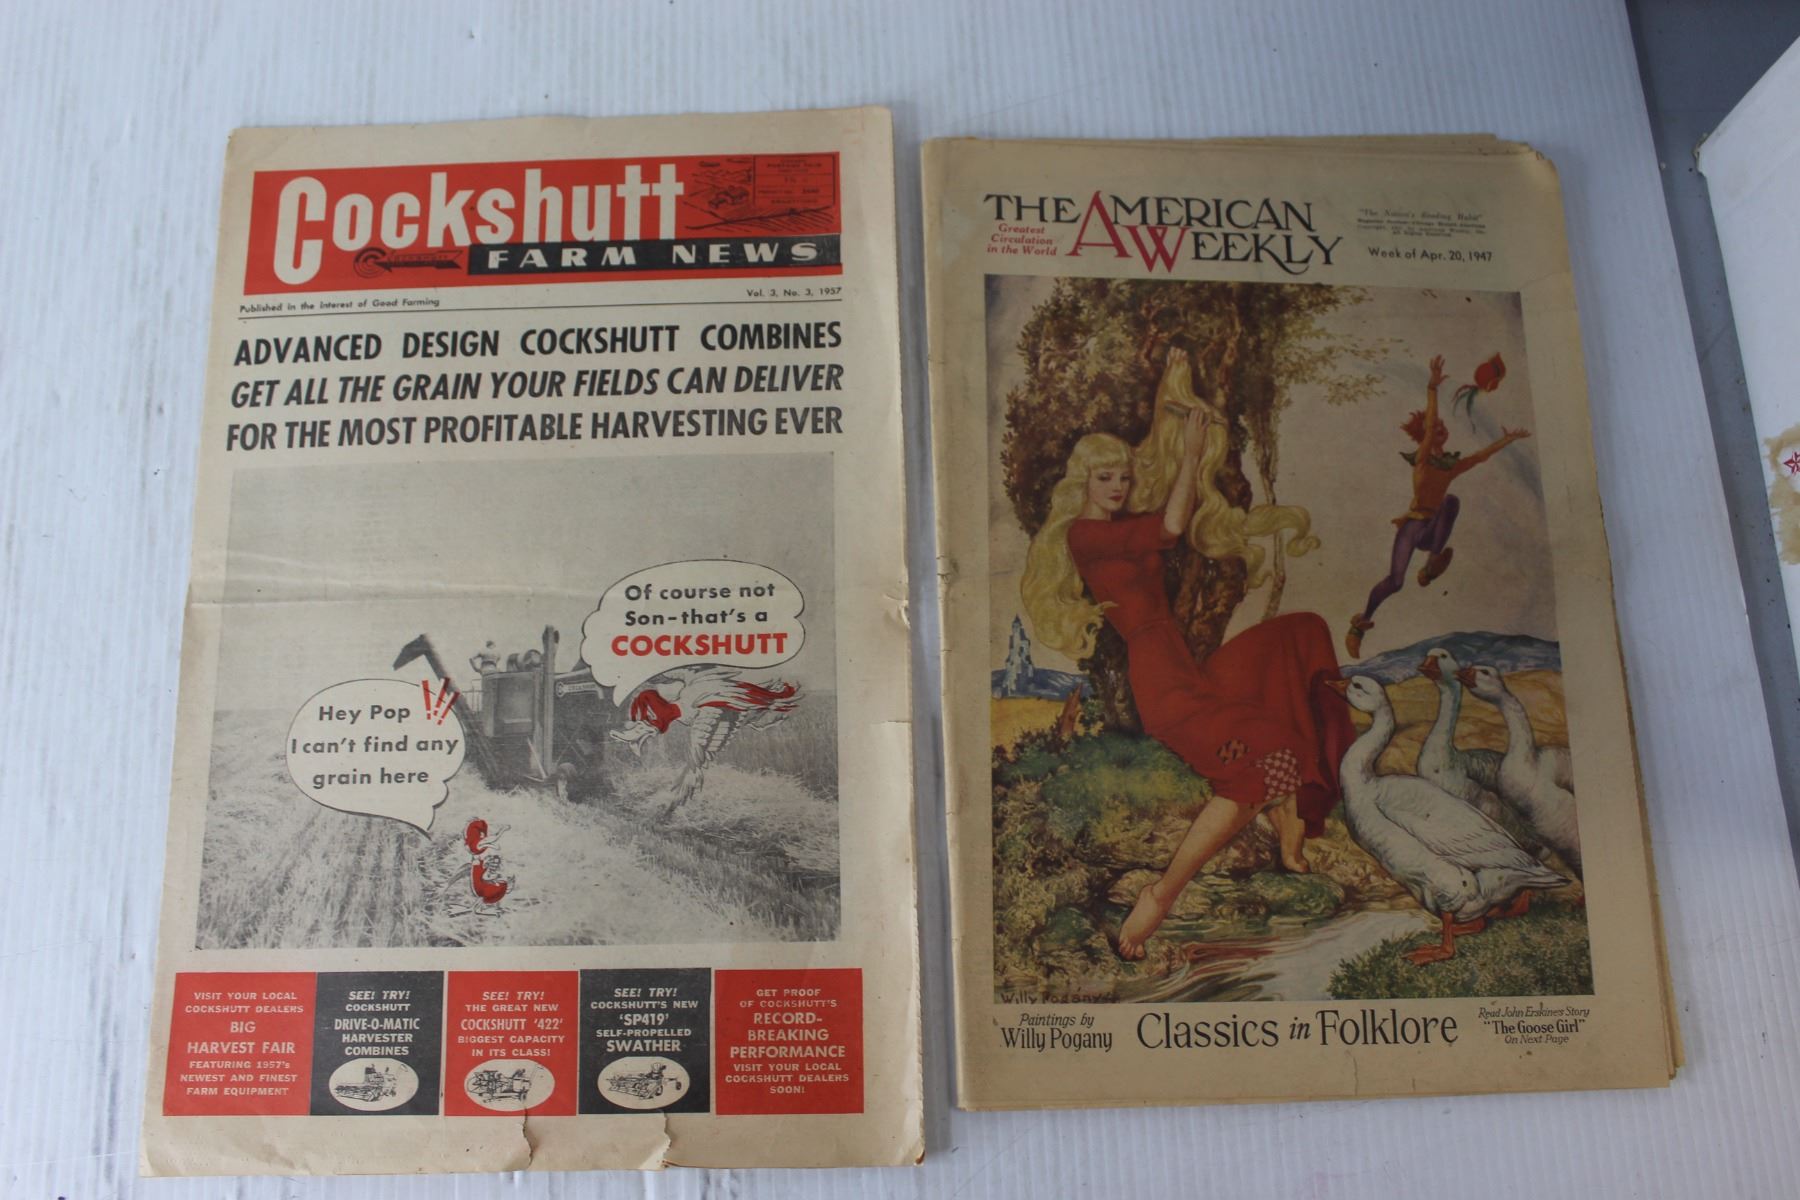 Cockshutt
COCKSHUTT
FARM NEWS
Published in the interest of Good Farming
Vol. 3, No. 3, 1957
ADVANCED DESIGN COCKSHUTT COMBINES
GET ALL THE GRAIN YOUR FIELDS CAN DELIVER
FOR THE MOST PROFITABLE HARVESTING EVER
Of course not
Son-that's a
COCKSHUTT
Hey Pop !!!
I can't find any
grain here
VISIT YOUR LOCAL
COCKSHUTT DEALERS
BIG
HARVEST FAIR
FEATURING 1957's
NEWEST AND FINEST
FARM EQUIPMENT
SEE! TRY!
COCKSHUTT
DRIVE-O-MATIC
HARVESTER
COMBINES
SEE! TRY!
THE GREAT NEW
COCKSHUTT '422'
BIGGEST CAPACITY
IN ITS CLASS!
SEE! TRY!
COCKSHUTT'S NEW
'SP419'
SELF-PROPELLED
SWATHER
GET PROOF
OF COCKSHUTT'S
RECORD-
BREAKING
PERFORMANCE
VISIT YOUR LOCAL
COCKSHUTT DEALERS
SOON!
THE AMERICAN
WEEKLY
Greatest
Circulation
in the World
"The Nation's Reading Habit"
All Rights Reserved
Week of Apr. 20, 1947
Willy Pogany
Paintings by
Willy Pogany
Classics in Folklore
Read John Erskine's Story
"The Goose Girl"
On Next Page